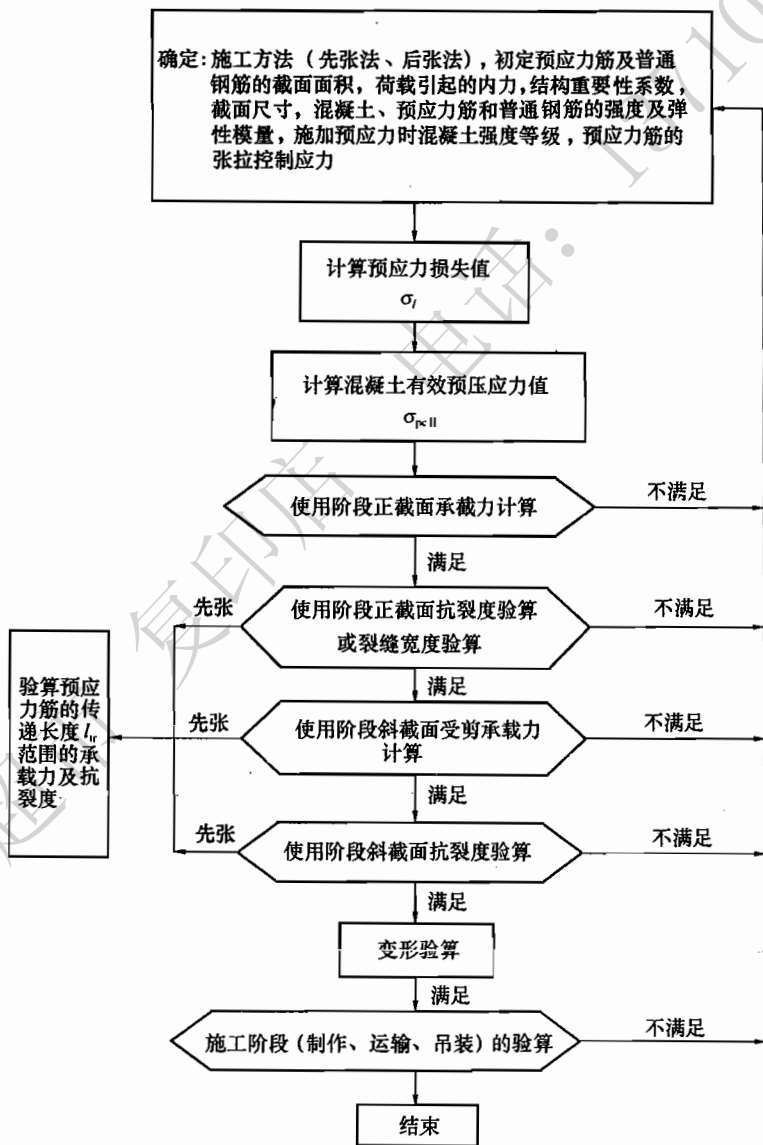 确定：施工方法（先张法、后张法），初定预应力筋及普通
钢筋的截面面积，荷载引起的内力，结构重要性系数，
截面尺寸，混凝土、预应力筋和普通钢筋的强度及弹
性模量，施加预应力时混凝土强度等级，预应力筋的
张拉控制应力
计算预应力损失值
σl
计算混凝土有效预压应力值
σpcII
使用阶段正截面承截力计算
不满足
满足
先张
使用阶段正截面抗裂度验算
或裂缝宽度验算
不满足
满足
验算预应
力筋的传
递长度 ltr
范围的承
载力及抗
裂度
先张
使用阶段斜截面受剪承载力
计算
不满足
满足
先张
使用阶段斜截面抗裂度验算
不满足
满足
变形验算
满足
施工阶段（制作、运输、吊装）的验算
不满足
结束
复印店 电话：13710